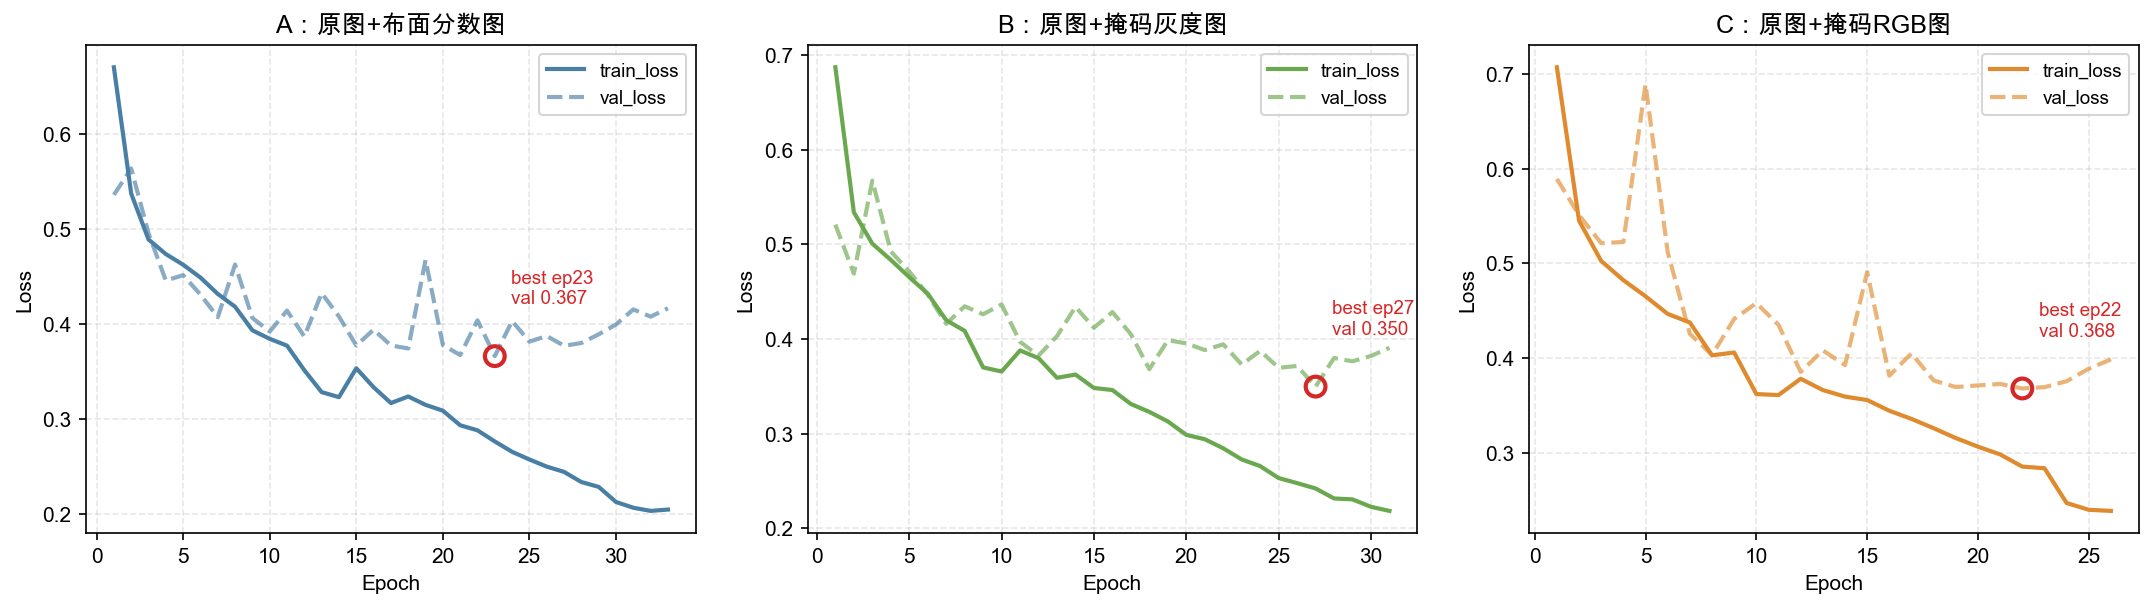 A：原图+布面分数图
train_loss
val_loss
0.6
0.5
0.4
0.3
0.2
Loss
best ep23
val 0.367
0 5 10 15 20 25 30
Epoch
B：原图+掩码灰度图
train_loss
val_loss
0.7
0.6
0.5
0.4
0.3
0.2
Loss
best ep27
val 0.350
0 5 10 15 20 25 30
Epoch
C：原图+掩码RGB图
train_loss
val_loss
0.7
0.6
0.5
0.4
0.3
Loss
best ep22
val 0.368
0 5 10 15 20 25
Epoch